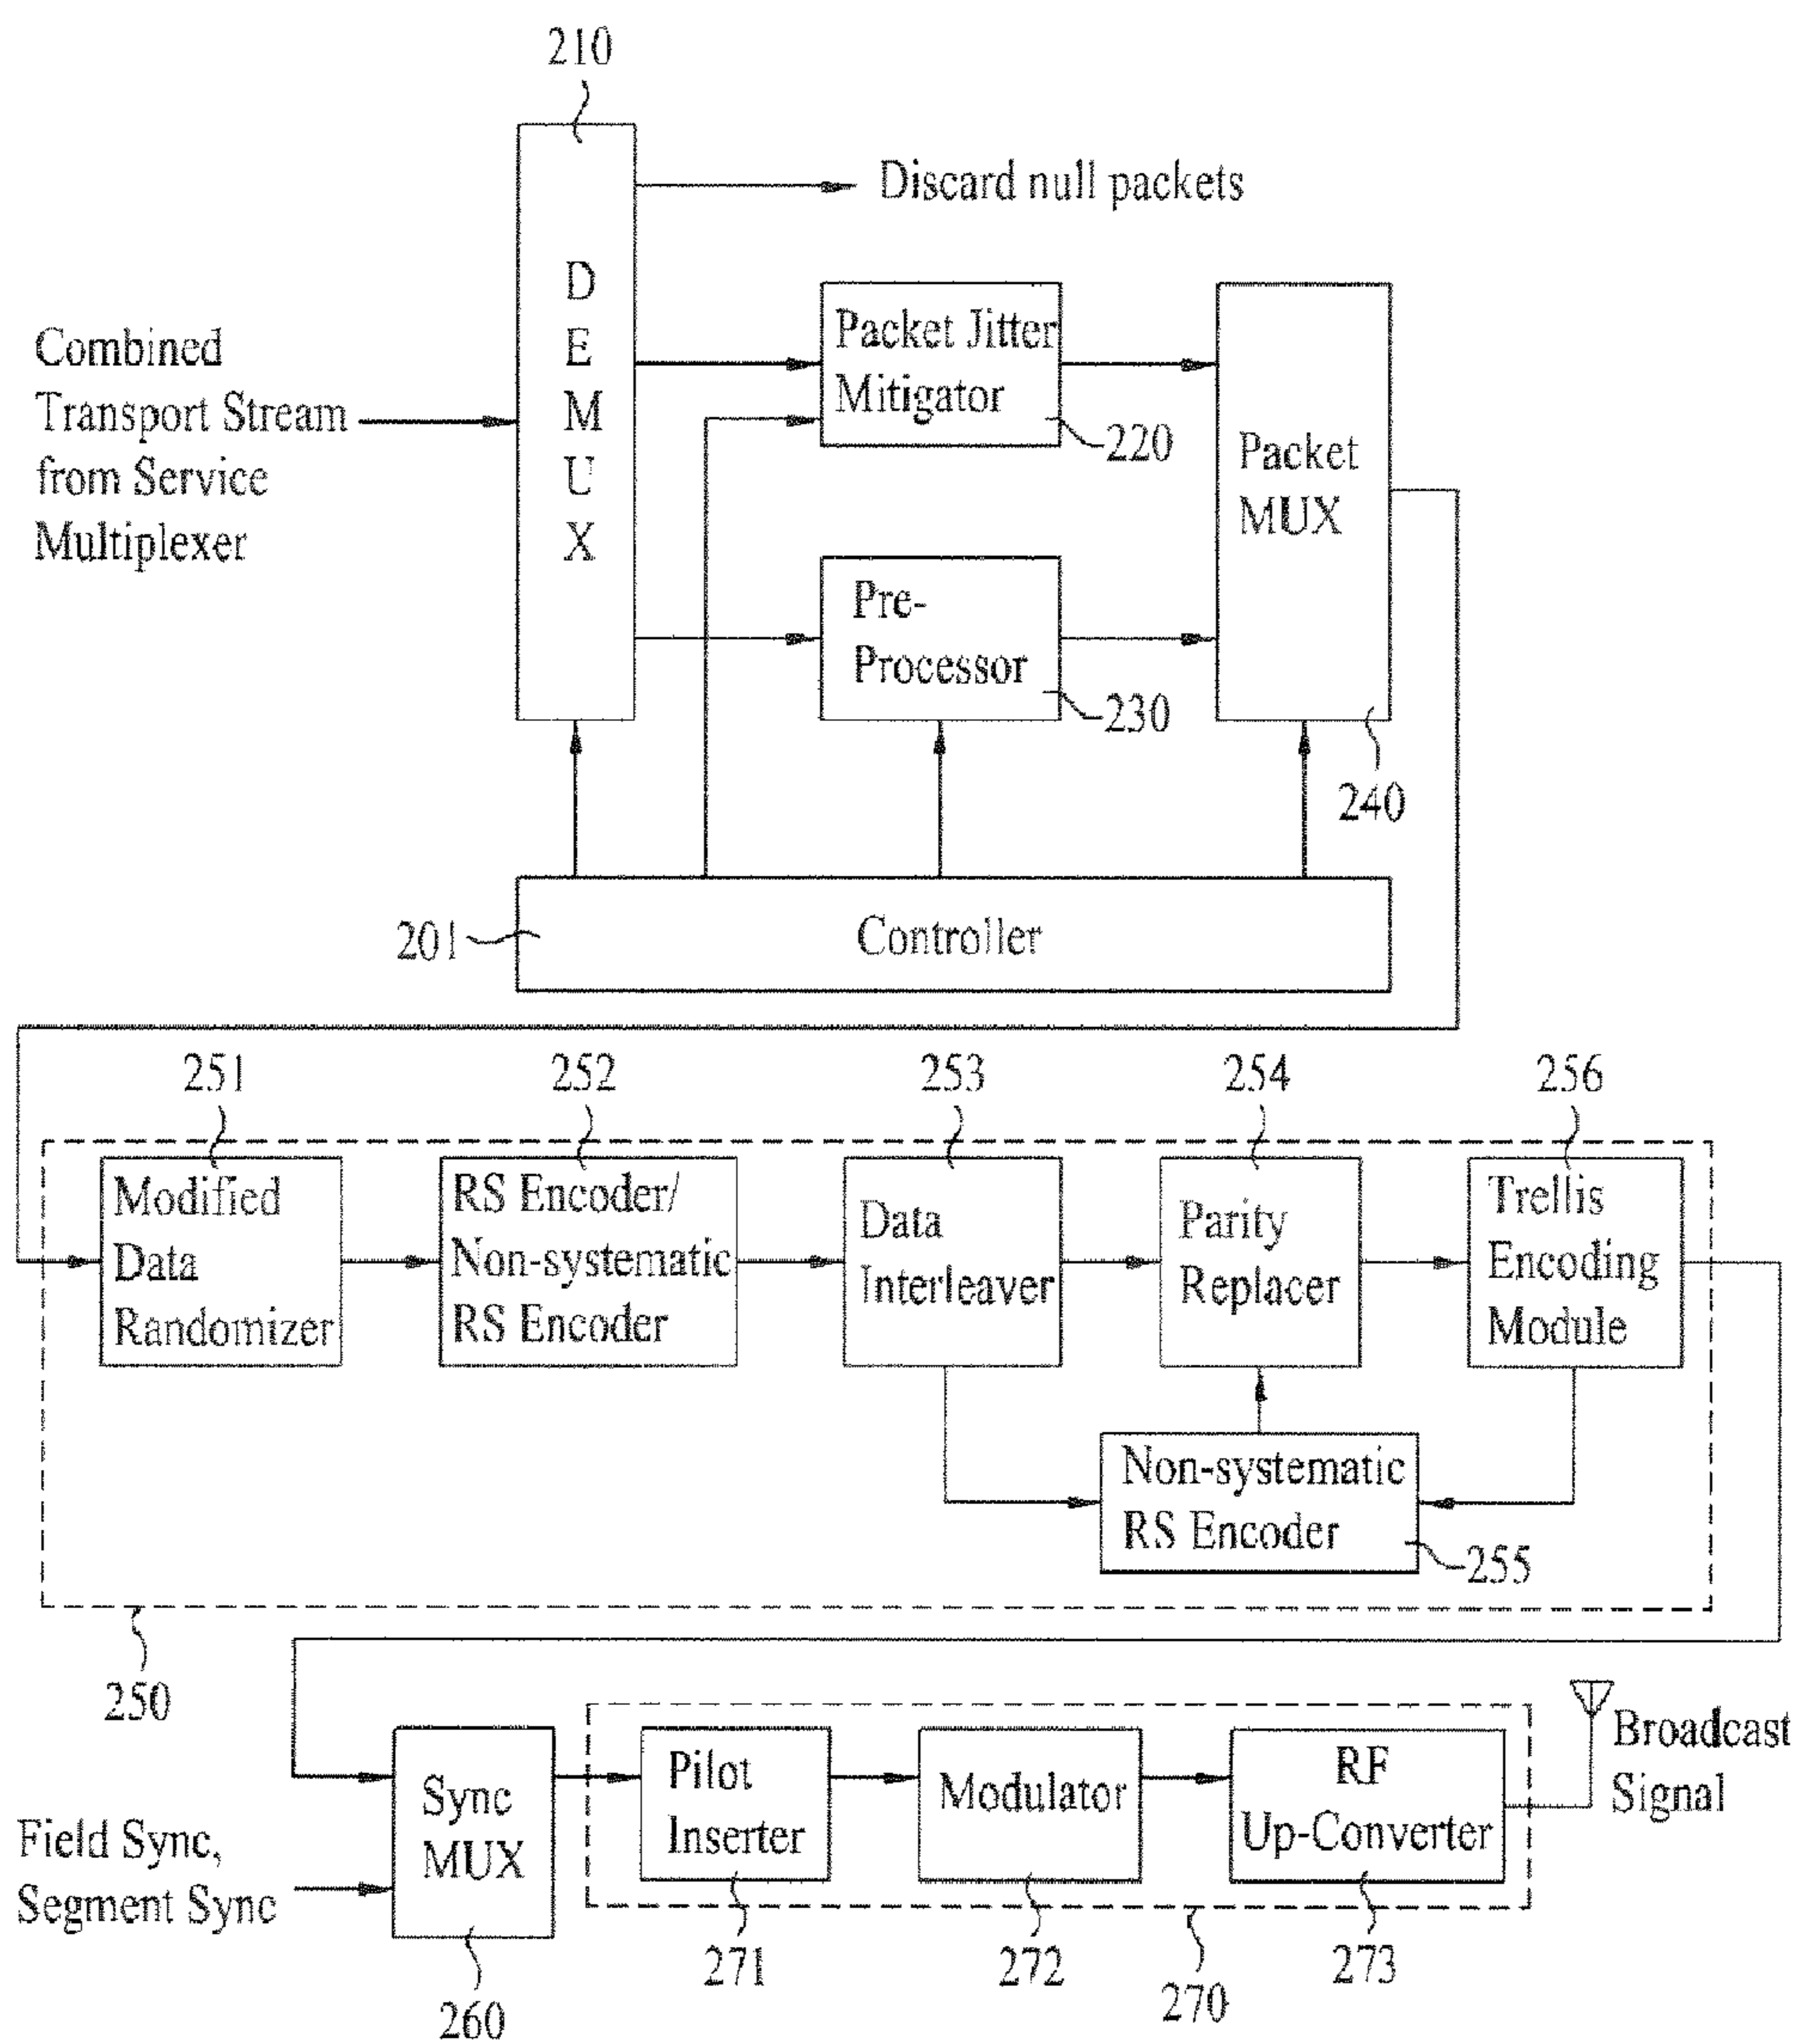 210
Discard null packets
D
E
M
U
X
Combined
Transport Stream
from Service
Multiplexer
Packet Jitter
Mitigator
220
Packet
MUX
Pre-
Processor
230
240
201
Controller
251
252
253
254
256
Modified
Data
Randomizer
RS Encoder/
Non-systematic
RS Encoder
Data
Interleaver
Parity
Replacer
Trellis
Encoding
Module
Non-systematic
RS Encoder
255
250
Field Sync,
Segment Sync
Sync
MUX
Pilot
Inserter
Modulator
RF
Up-Converter
Broadcast
Signal
260
271
272
270
273